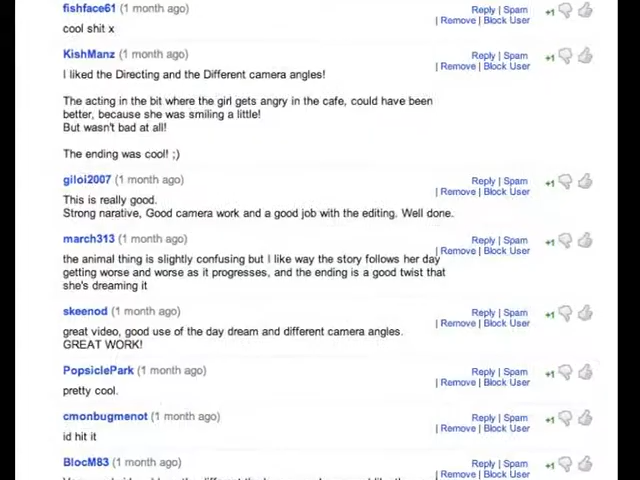 fishface61 (1 month ago)
Reply | Spam
+1
| Remove | Block User
cool shit x
KishManz (1 month ago)
Reply | Spam
+1
| Remove | Block User
I liked the Directing and the Different camera angles!
The acting in the bit where the girl gets angry in the cafe, could have been
better, because she was smiling a little!
But wasn't bad at all!
The ending was cool! ;)
giloi2007 (1 month ago)
Reply | Spam
+1
| Remove | Block User
This is really good.
Strong narative, Good camera work and a good job with the editing. Well done.
march313 (1 month ago)
Reply | Spam
+1
| Remove | Block User
the animal thing is slightly confusing but I like way the story follows her day
getting worse and worse as it progresses, and the ending is a good twist that
she's dreaming it
skeenod (1 month ago)
Reply | Spam
+1
| Remove | Block User
great video, good use of the day dream and different camera angles.
GREAT WORK!
PopsiclePark (1 month ago)
Reply | Spam
+1
| Remove | Block User
pretty cool.
cmonbugmenot (1 month ago)
Reply | Spam
+1
| Remove | Block User
id hit it
BlocM83 (1 month ago)
Reply | Spam
+1
| Remove | Block User